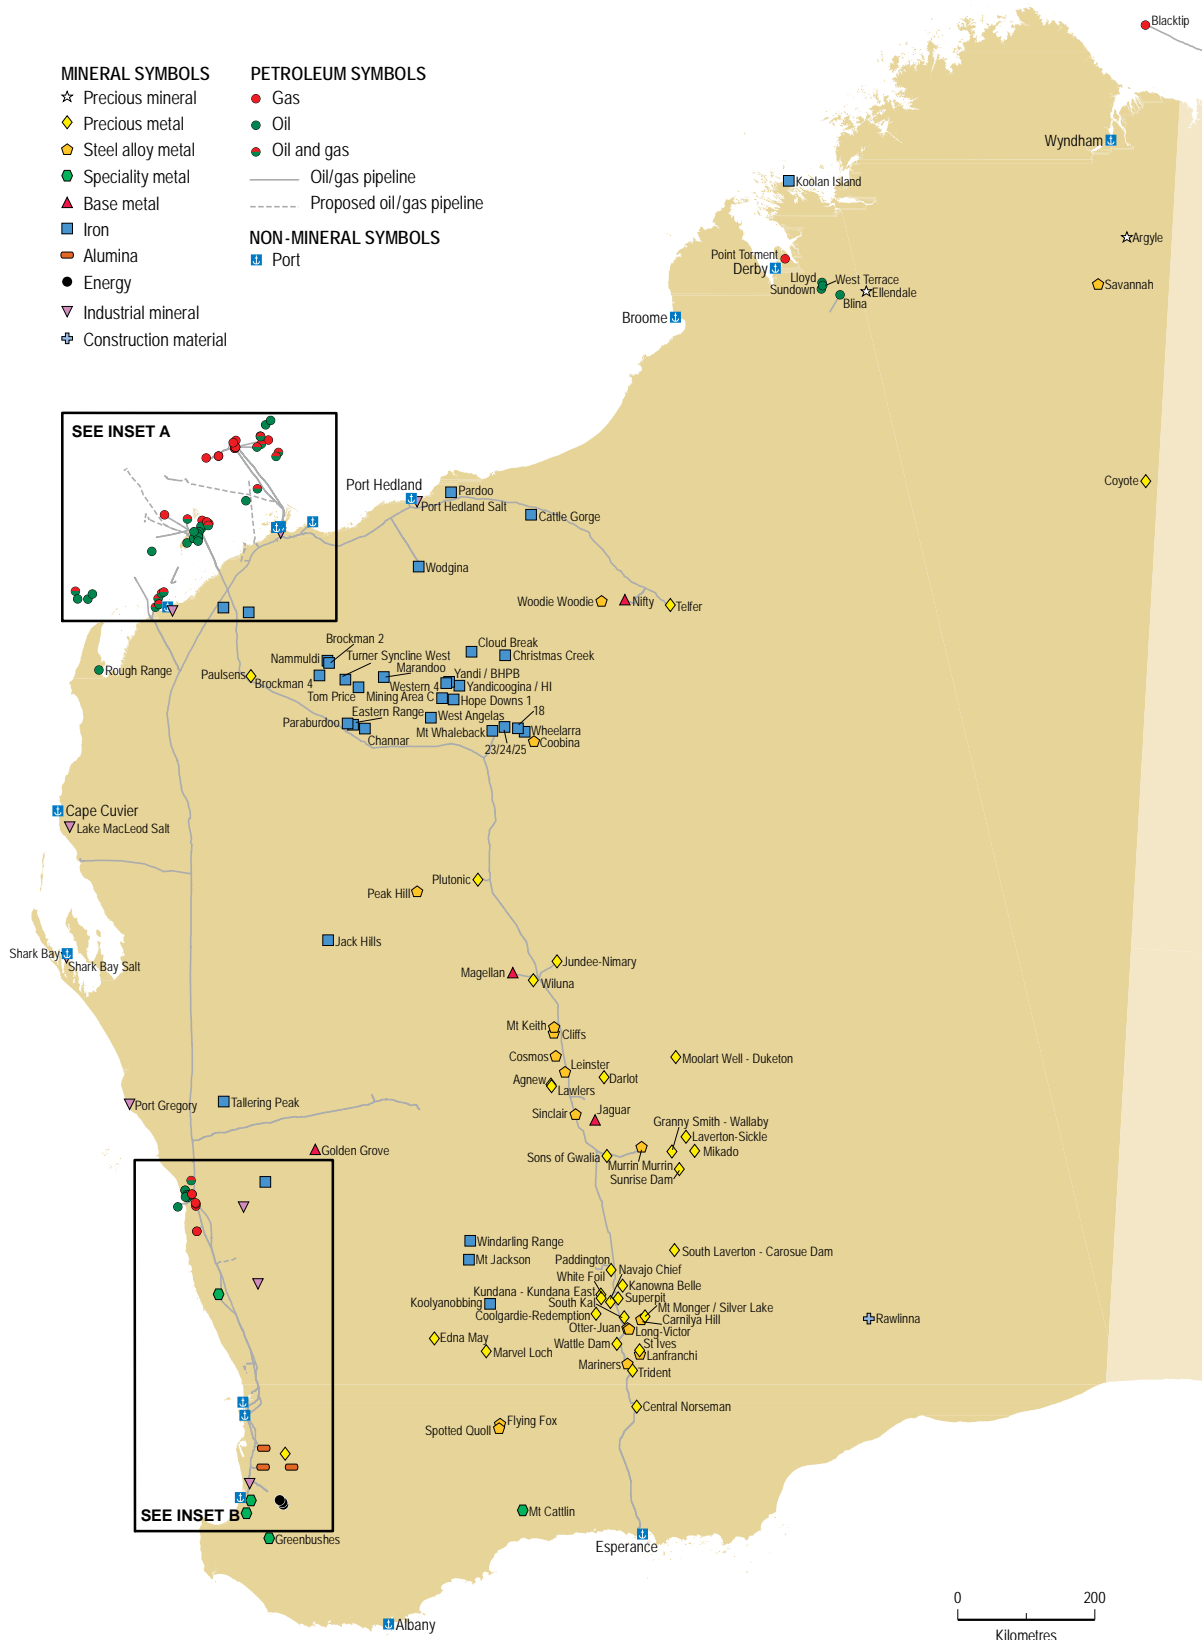 Blacktip
MINERAL SYMBOLS
Precious mineral
Precious metal
Steel alloy metal
Speciality metal
Base metal
Iron
Alumina
Energy
Industrial mineral
Construction material
PETROLEUM SYMBOLS
Gas
Oil
Oil and gas
Oil/gas pipeline
Proposed oil/gas pipeline
NON-MINERAL SYMBOLS
Port
Wyndham
Koolan Island
Argyle
Point Torment
Derby
Lloyd
West Terrace
Sundown
Ellendale
Blina
Savannah
Broome
SEE INSET A
Port Hedland
Pardoo
Port Hedland Salt
Cattle Gorge
Coyote
Wodgina
Woodie Woodie
Nifty
Telfer
Brockman 2
Cloud Break
Nammuldi
Turner Syncline West
Christmas Creek
Rough Range
Marandoo
Paulsens
Brockman 4
Western 4
Yandi / BHPB
Tom Price
Mining Area C
Yandicoogina / HI
Hope Downs 1
Eastern Range
West Angelas
18
Paraburdoo
Mt Whaleback
Wheelarra
Channar
23/24/25
Coobina
Cape Cuvier
Lake MacLeod Salt
Plutonic
Peak Hill
Jack Hills
Shark Bay
Shark Bay Salt
Jundee-Nimary
Magellan
Wiluna
Mt Keith
Cliffs
Cosmos
Leinster
Moolart Well - Duketon
Agnew
Lawlers
Darlot
Port Gregory
Tallering Peak
Sinclair
Jaguar
Granny Smith - Wallaby
Laverton-Sickle
Golden Grove
Sons of Gwalia
Mikado
Murrin Murrin
Sunrise Dam
Windarling Range
South Laverton - Carosue Dam
Mt Jackson
Paddington
Navajo Chief
White Foil
Kanowna Belle
Kundana - Kundana East
Superpit
Koolyanobbing
South Kal
Mt Monger / Silver Lake
Coolgardie-Redemption
Carnilya Hill
Rawlinna
Otter-Juan
Long-Victor
Edna May
Wattle Dam
St Ives
Marvel Loch
Lanfranchi
Mariners
Trident
Central Norseman
Flying Fox
Spotted Quoll
SEE INSET B
Mt Cattlin
Greenbushes
Esperance
Albany
0 200
Kilometres